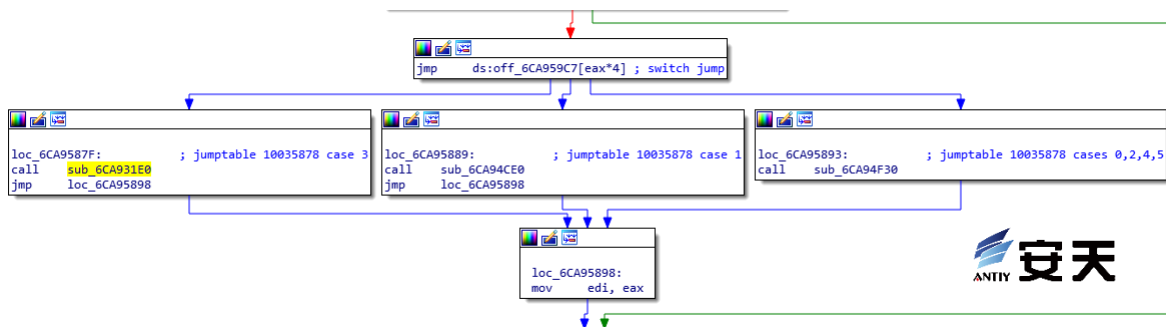 jmp     ds:off_6CA959C7[eax*4] ; switch jump
loc_6CA9587F:          ; jumptable 10035878 case 3
call    sub_6CA931E0
jmp     loc_6CA95898
loc_6CA95889:          ; jumptable 10035878 case 1
call    sub_6CA94CE0
jmp     loc_6CA95898
loc_6CA95893:          ; jumptable 10035878 cases 0,2,4,5
call    sub_6CA94F30
loc_6CA95898:
mov     edi, eax
ANTIY 安天